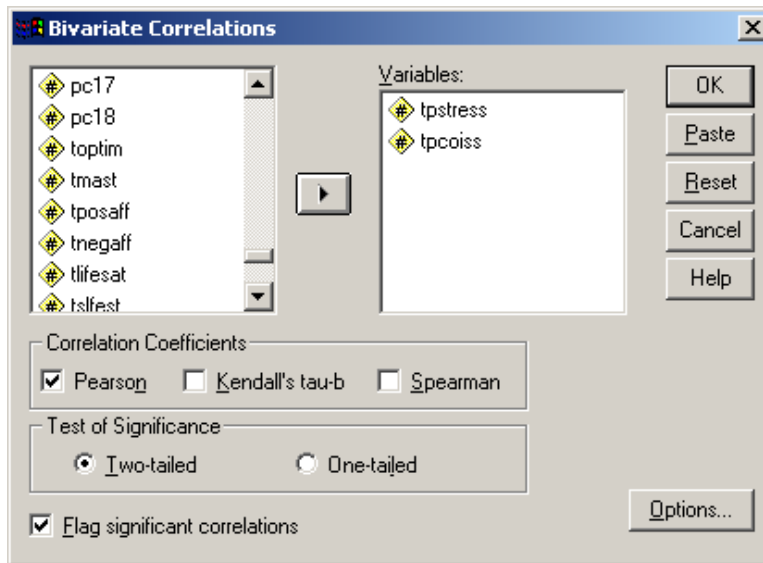 Bivariate Correlations
pc17
pc18
toptim
tmast
tposaff
tnegaff
tlifesat
tslfest
Variables:
tpstress
tpcoiss
OK
Paste
Reset
Cancel
Help
Correlation Coefficients
Pearson Kendall's tau-b Spearman
Test of Significance
Two-tailed One-tailed
Flag significant correlations
Options...